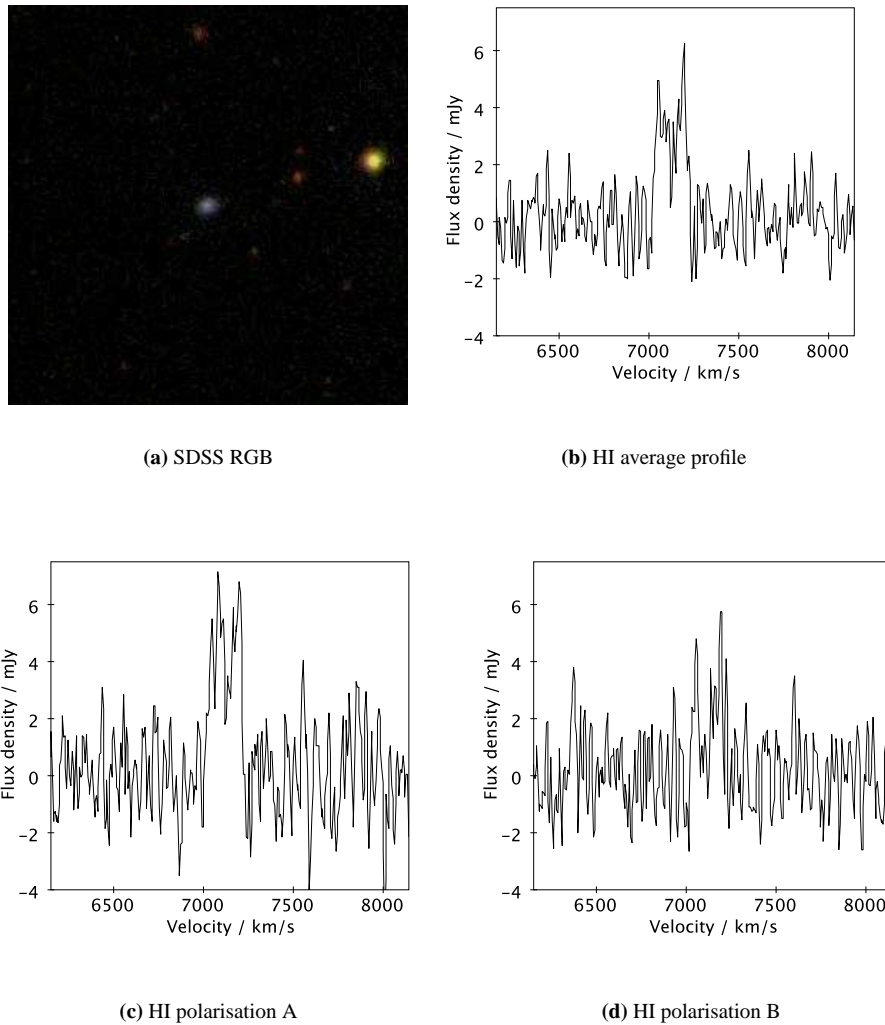 6
4
2
0
−2
−4
Flux density / mJy
6500 7000 7500 8000
Velocity / km/s
(a) SDSS RGB
(b) HI average profile
6
4
2
0
−2
−4
Flux density / mJy
6500 7000 7500 8000
Velocity / km/s
6
4
2
0
−2
−4
Flux density / mJy
6500 7000 7500 8000
Velocity / km/s
(c) HI polarisation A
(d) HI polarisation B